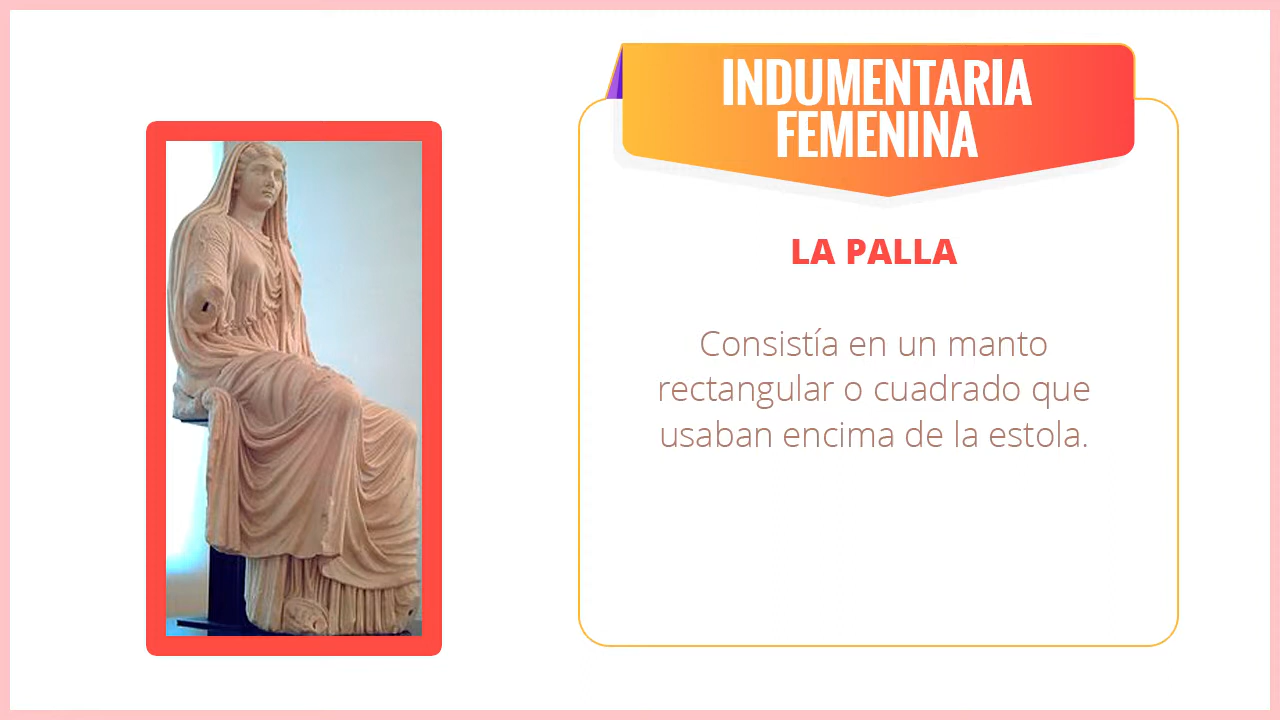 INDUMENTARIA
FEMENINA
LA PALLA
Consistía en un manto
rectangular o cuadrado que
usaban encima de la estola.